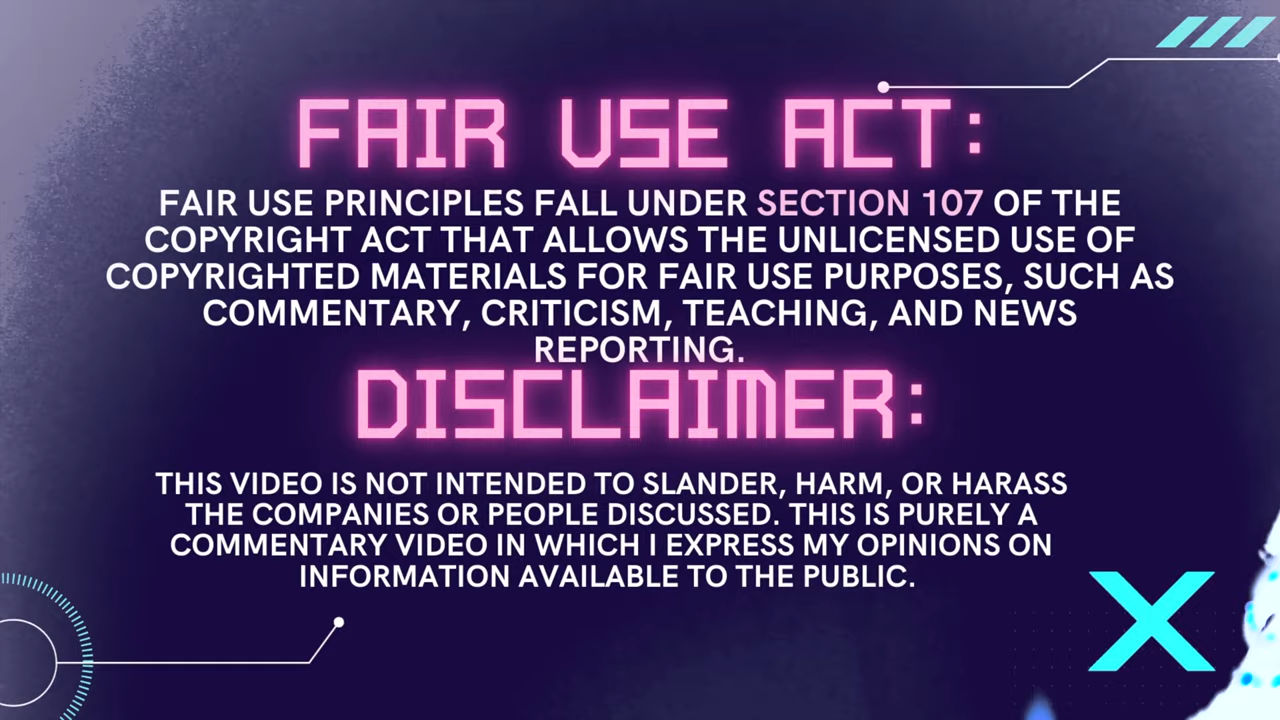 FAIR USE ACT:
FAIR USE PRINCIPLES FALL UNDER SECTION 107 OF THE
COPYRIGHT ACT THAT ALLOWS THE UNLICENSED USE OF
COPYRIGHTED MATERIALS FOR FAIR USE PURPOSES, SUCH AS
COMMENTARY, CRITICISM, TEACHING, AND NEWS
REPORTING.
DISCLAIMER:
THIS VIDEO IS NOT INTENDED TO SLANDER, HARM, OR HARASS
THE COMPANIES OR PEOPLE DISCUSSED. THIS IS PURELY A
COMMENTARY VIDEO IN WHICH I EXPRESS MY OPINIONS ON
INFORMATION AVAILABLE TO THE PUBLIC.